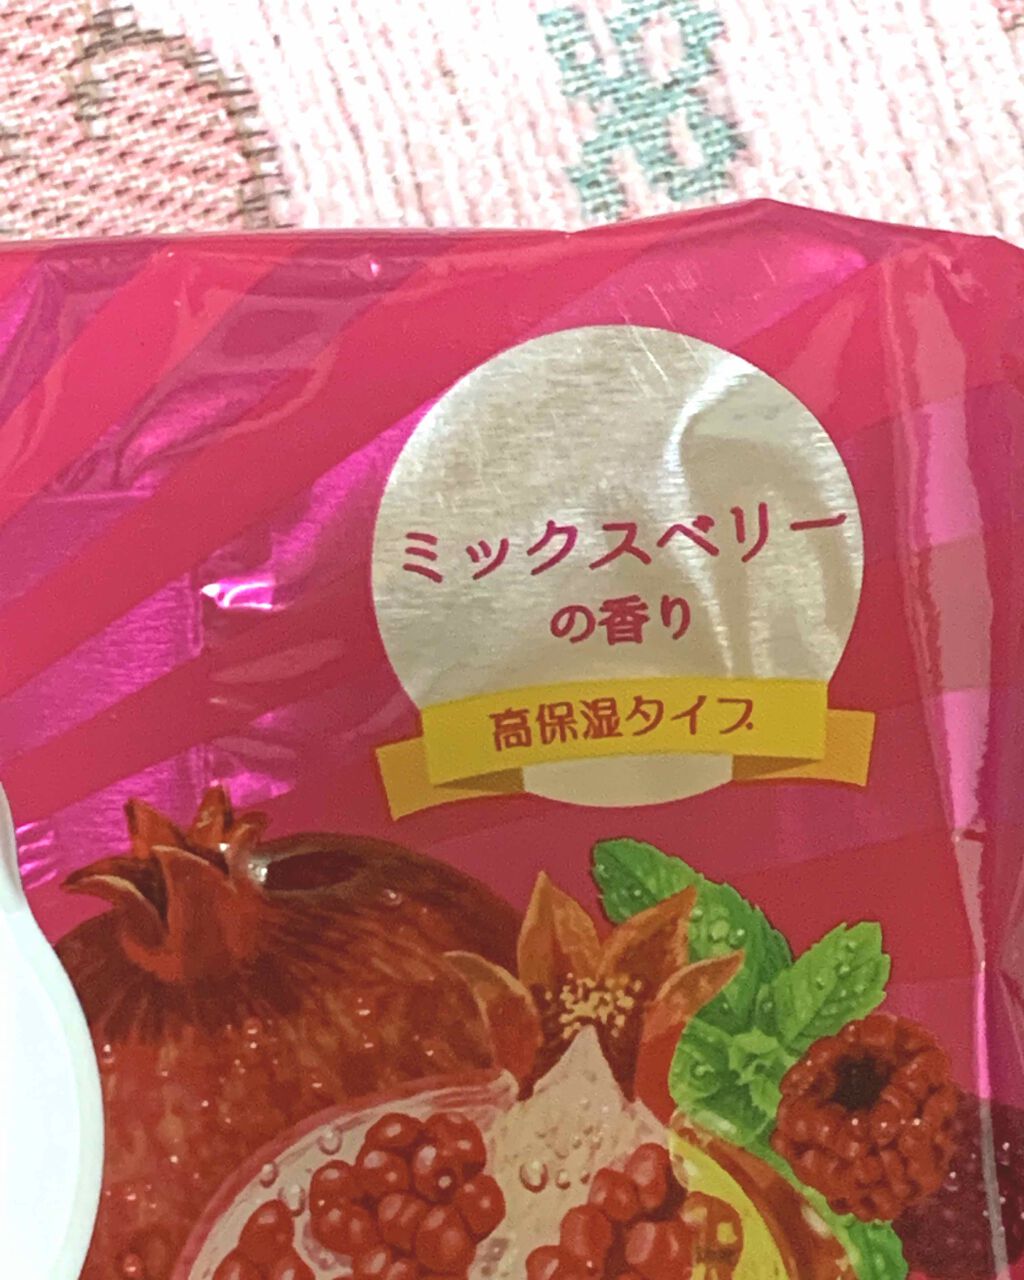 ミックスベリー
の香り
高保湿タイプ